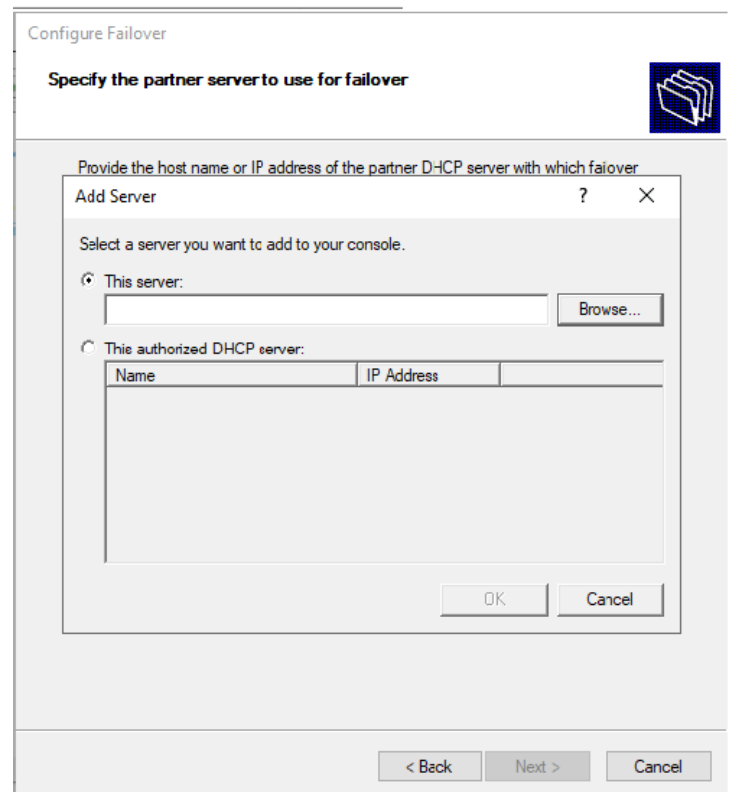 Configure Failover
Specify the partner server to use for failover
Provide the host name or IP address of the partner DHCP server with which failover
Add Server
? ×
Select a server you want to add to your console.
This server:
Browse...
This authorized DHCP server:
Name IP Address
OK Cancel
< Back Next > Cancel